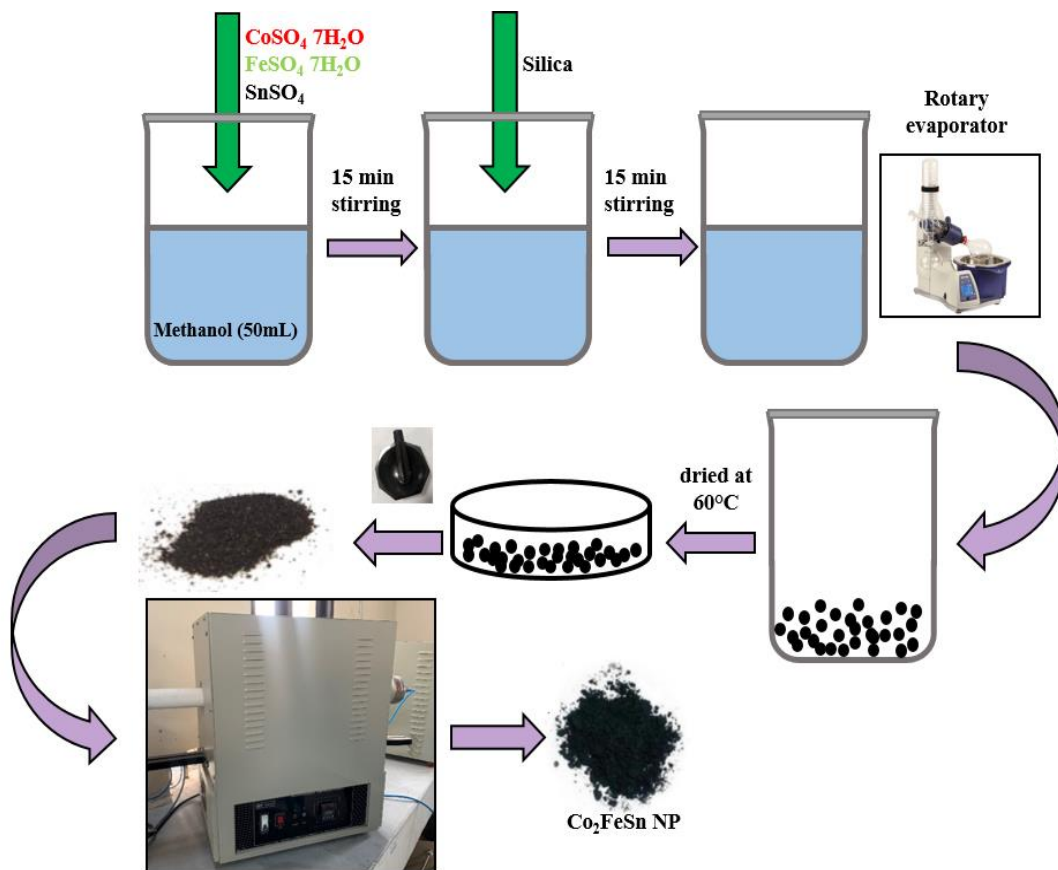 CoSO₄ 7H₂O
FeSO₄ 7H₂O
SnSO₄
Silica
Rotary
evaporator
15 min
stirring
15 min
stirring
Methanol (50mL)
dried at
60°C
Co₂FeSn NP